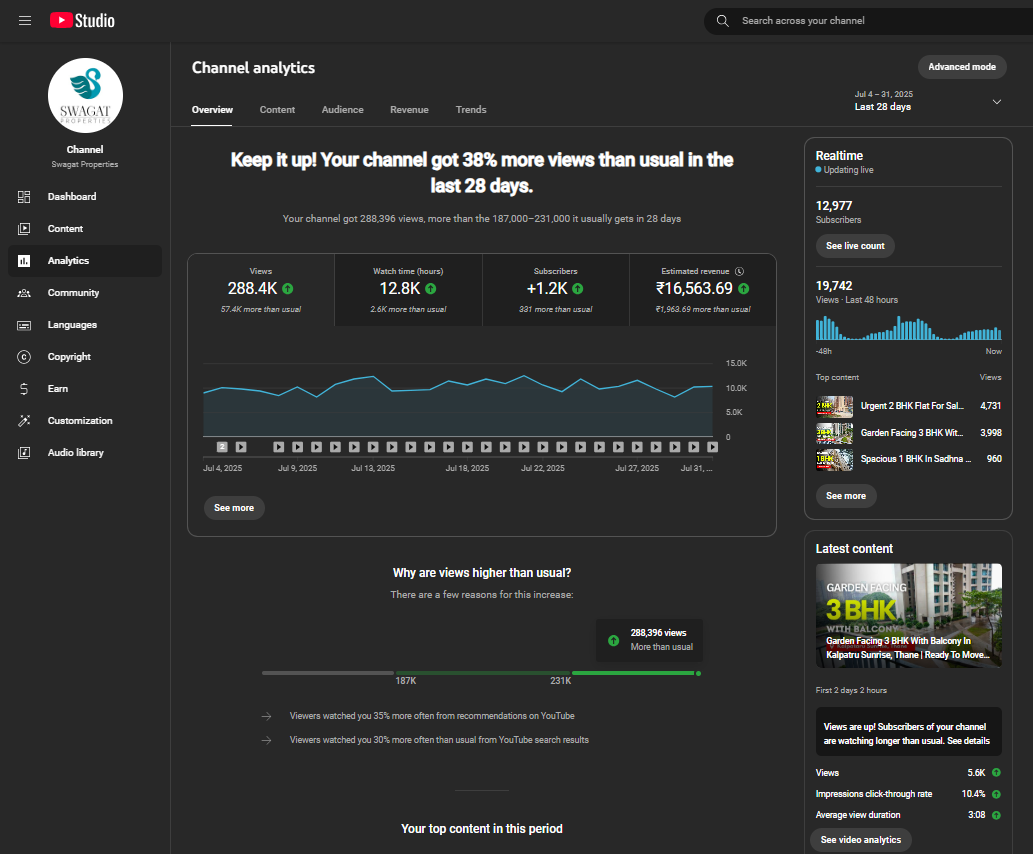 Studio
Search across your channel
SWAGAT
PROPERTIES
Channel
Swagat Properties
Dashboard
Content
Analytics
Community
Languages
Copyright
Earn
Customization
Audio library
Channel analytics
Advanced mode
Overview
Content
Audience
Revenue
Trends
Jul 4 – 31, 2025
Last 28 days
Keep it up! Your channel got 38% more views than usual in the
last 28 days.
Your channel got 288,396 views, more than the 187,000–231,000 it usually gets in 28 days
Views
288.4K
57.4K more than usual
Watch time (hours)
12.8K
2.6K more than usual
Subscribers
+1.2K
331 more than usual
Estimated revenue
₹16,563.69
₹1,963.69 more than usual
15.0K
10.0K
5.0K
0
2
Jul 4, 2025
Jul 9, 2025
Jul 13, 2025
Jul 18, 2025
Jul 22, 2025
Jul 27, 2025
Jul 31, ...
See more
Why are views higher than usual?
There are a few reasons for this increase:
288,396 views
More than usual
187K
231K
Viewers watched you 35% more often from recommendations on YouTube
Viewers watched you 30% more often than usual from YouTube search results
Your top content in this period
Realtime
Updating live
12,977
Subscribers
See live count
19,742
Views · Last 48 hours
-48h
Now
Top content
Views
2 BHK
Urgent 2 BHK Flat For Sal...
4,731
3 BHK
Garden Facing 3 BHK Wit...
3,998
1 BHK
Spacious 1 BHK In Sadhna ...
960
See more
Latest content
GARDEN FACING
3 BHK
WITH BALCONY
Garden Facing 3 BHK With Balcony In
Kalpatru Sunrise, Thane | Ready To Move...
First 2 days 2 hours
Views are up! Subscribers of your channel
are watching longer than usual. See details
Views
5.6K
Impressions click-through rate
10.4%
Average view duration
3:08
See video analytics